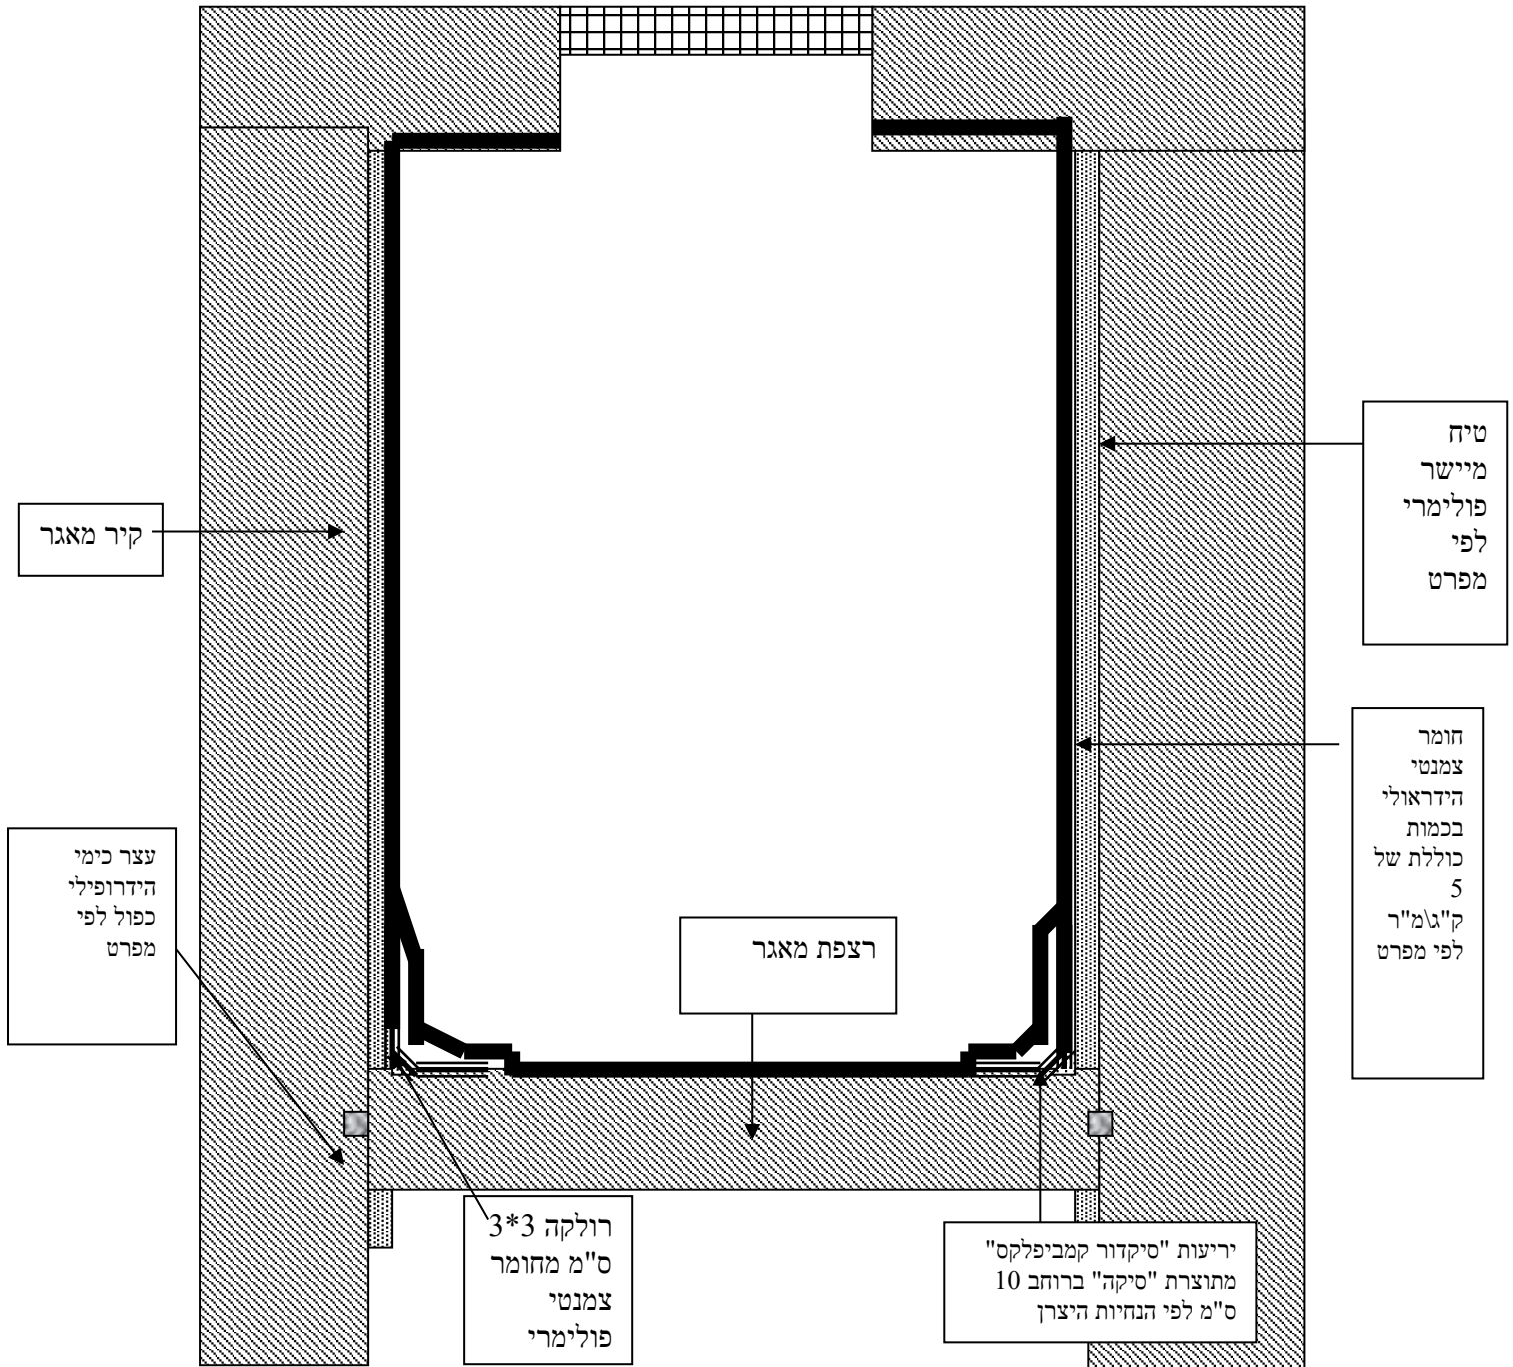 טיח
מיישר
פולימרי
לפי
מפרט
קיר מאגר
חומר
צמנטי
הידראולי
בכמות
כוללת של
5
ק"ג\מ"ר
לפי מפרט
עצר כימי
הידרופילי
כפול לפי
מפרט
רצפת מאגר
רולקה 3*3
ס"מ מחומר
צמנטי
פולימרי
יריעות "סיקדור קמביפלקס"
מתוצרת "סיקה" ברוחב 10
ס"מ לפי הנחיות היצרן